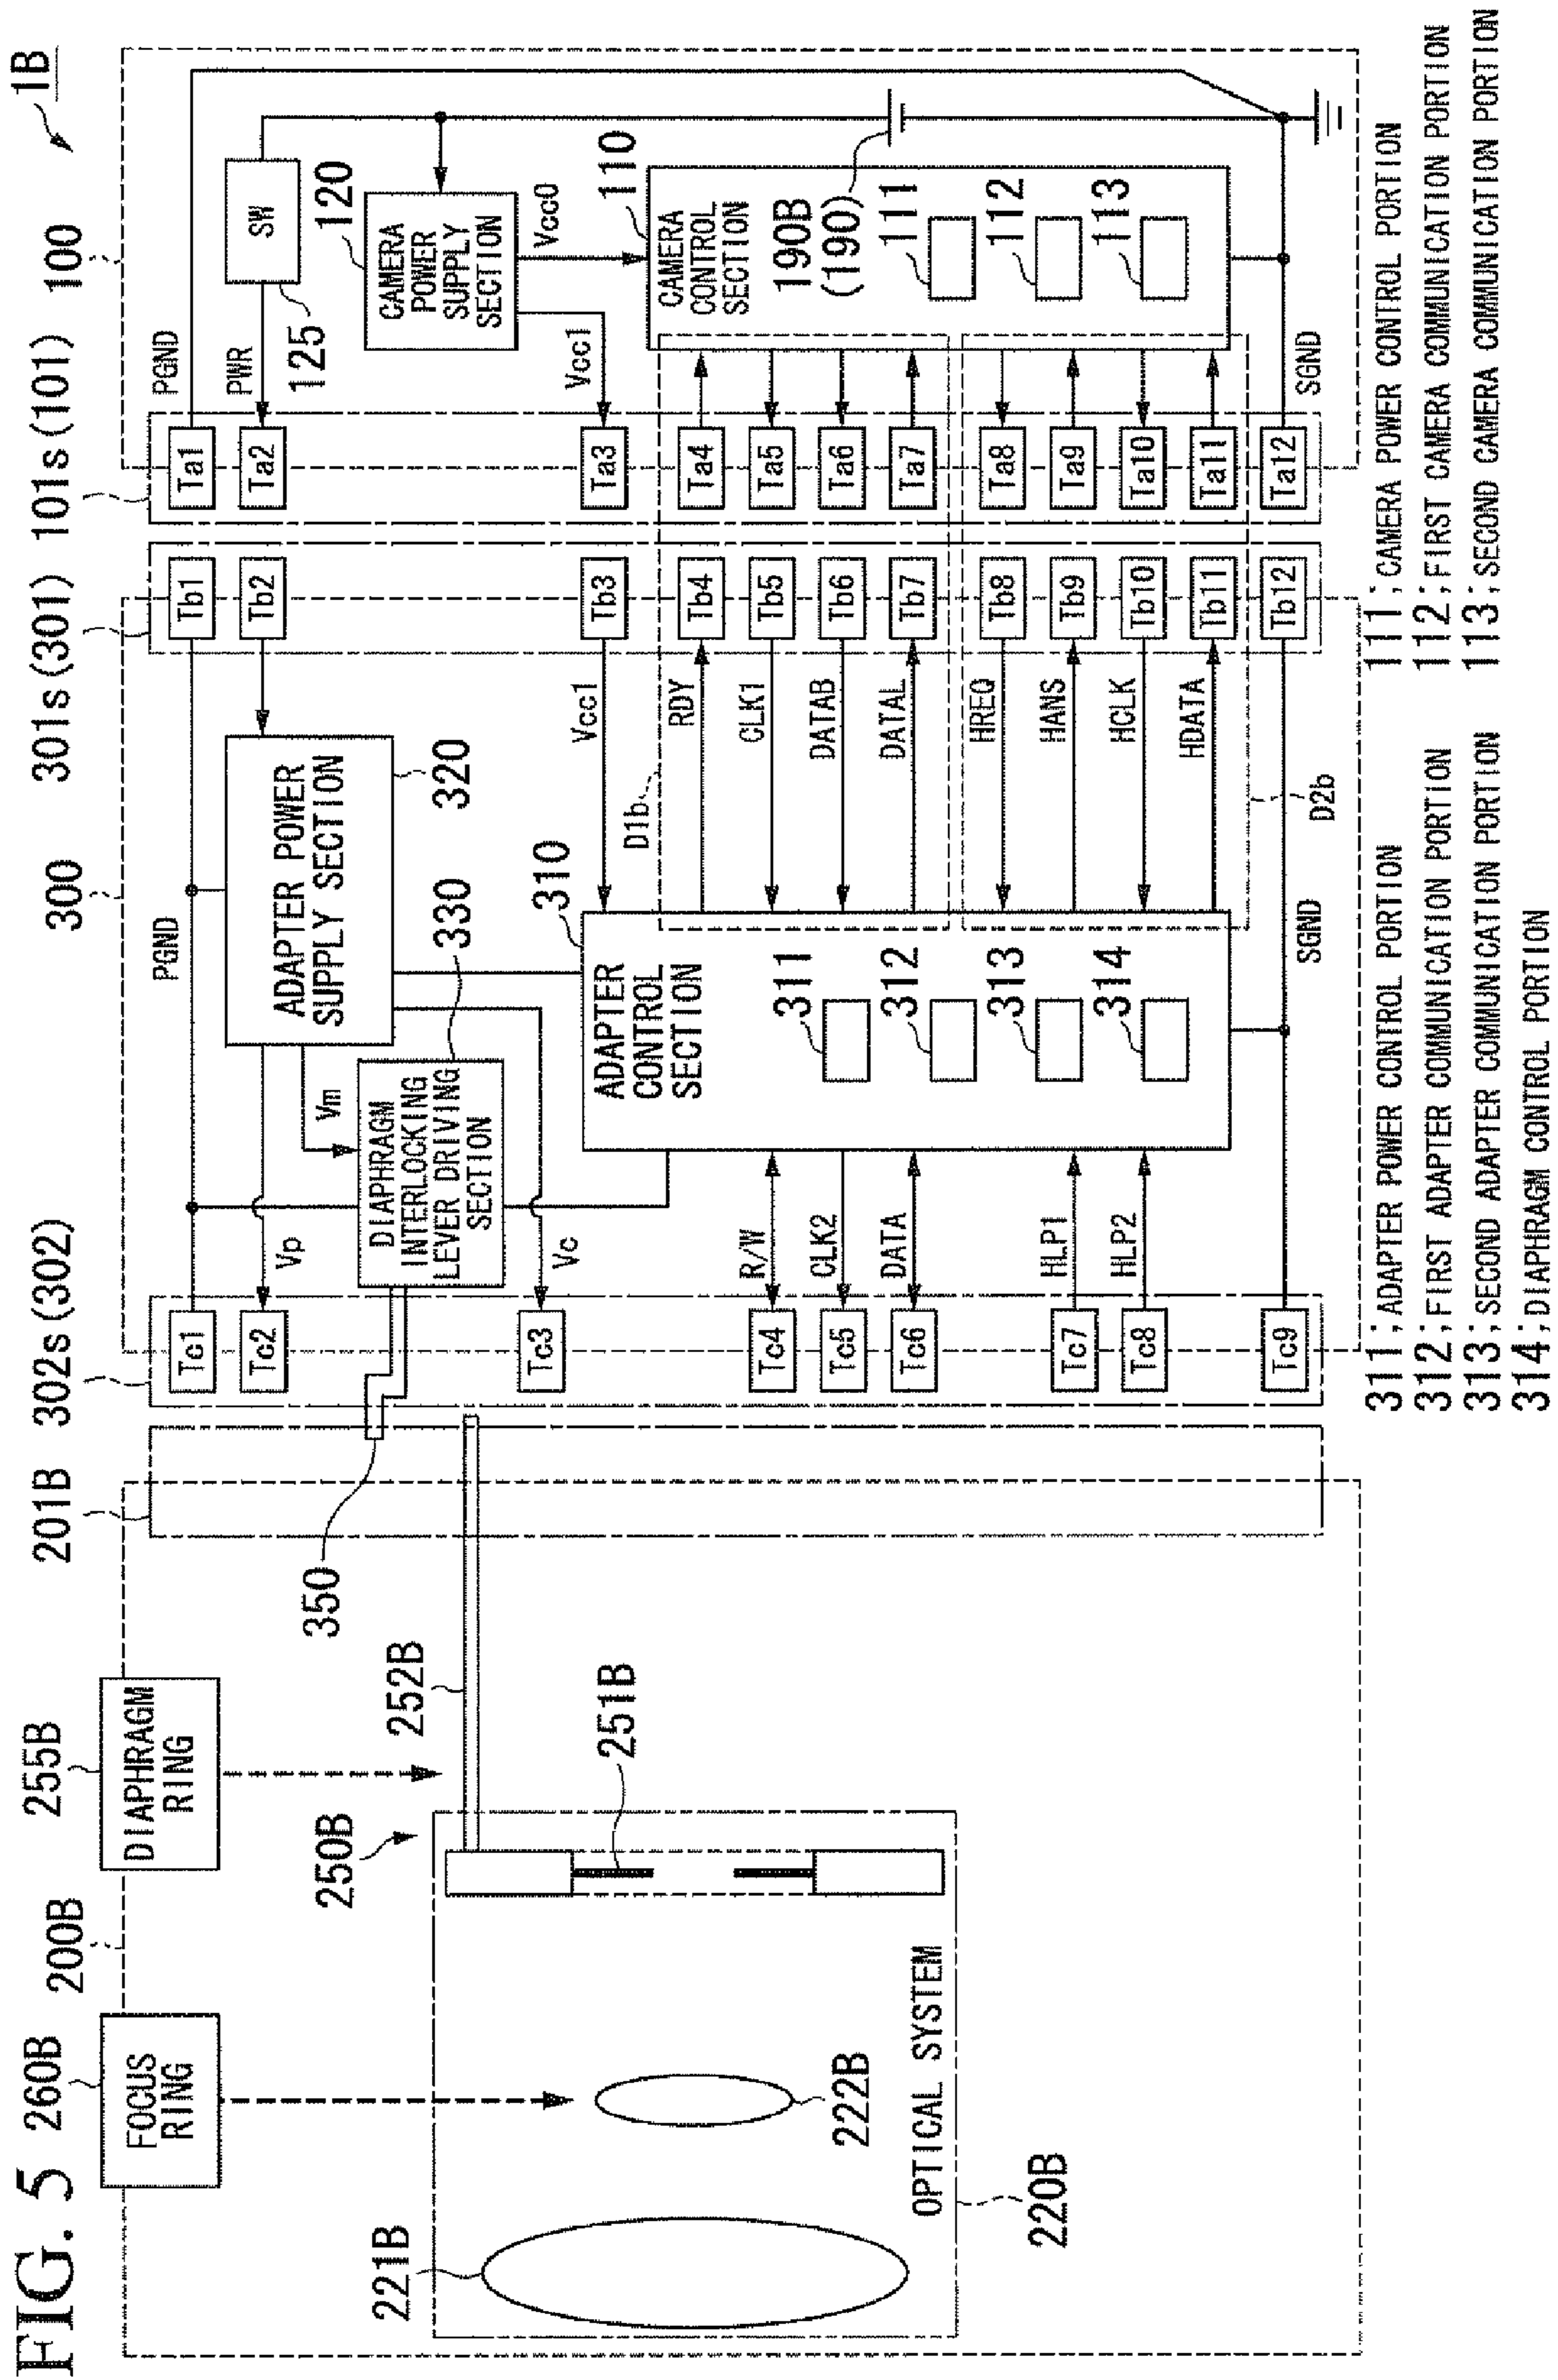 FIG. 5
1B
260B
200B
255B
201B
302s(302)
300
301s(301)
101s(101)
100
FOCUS
RING
DIAPHRAGM
RING
221B
222B
OPTICAL SYSTEM
220B
250B
251B
252B
350
Tc1
Tc2
Tc3
Tc4
Tc5
Tc6
Tc7
Tc8
Tc9
PGND
Vp
Vm
Vc
ADAPTER POWER
SUPPLY SECTION
320
DIAPHRAGM
INTERLOCKING
LEVER DRIVING
SECTION
330
R/W
CLK2
DATA
HLP1
HLP2
ADAPTER
CONTROL
SECTION
310
311
312
313
314
SGND
Vcc1
D1b
RDY
CLK1
DATAB
DATAL
HREQ
HANS
HCLK
HDATA
D2b
Tb1
Tb2
Tb3
Tb4
Tb5
Tb6
Tb7
Tb8
Tb9
Tb10
Tb11
Tb12
Ta1
Ta2
Ta3
Ta4
Ta5
Ta6
Ta7
Ta8
Ta9
Ta10
Ta11
Ta12
PGND
PWR
SW
125
Vcc1
CAMERA
POWER
SUPPLY
SECTION
120
Vcc0
CAMERA
CONTROL
SECTION
110
190B
(190)
111
112
113
SGND
311;ADAPTER POWER CONTROL PORTION
312;FIRST ADAPTER COMMUNICATION PORTION
313;SECOND ADAPTER COMMUNICATION PORTION
314;DIAPHRAGM CONTROL PORTION
111;CAMERA POWER CONTROL PORTION
112;FIRST CAMERA COMMUNICATION PORTION
113;SECOND CAMERA COMMUNICATION PORTION